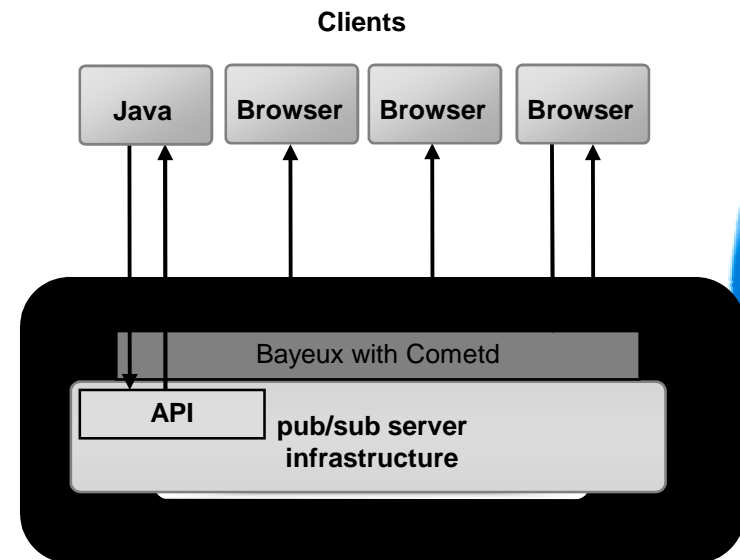 Clients
Java
Browser
Browser
Browser
Bayeux with Cometd
API
pub/sub server
infrastructure